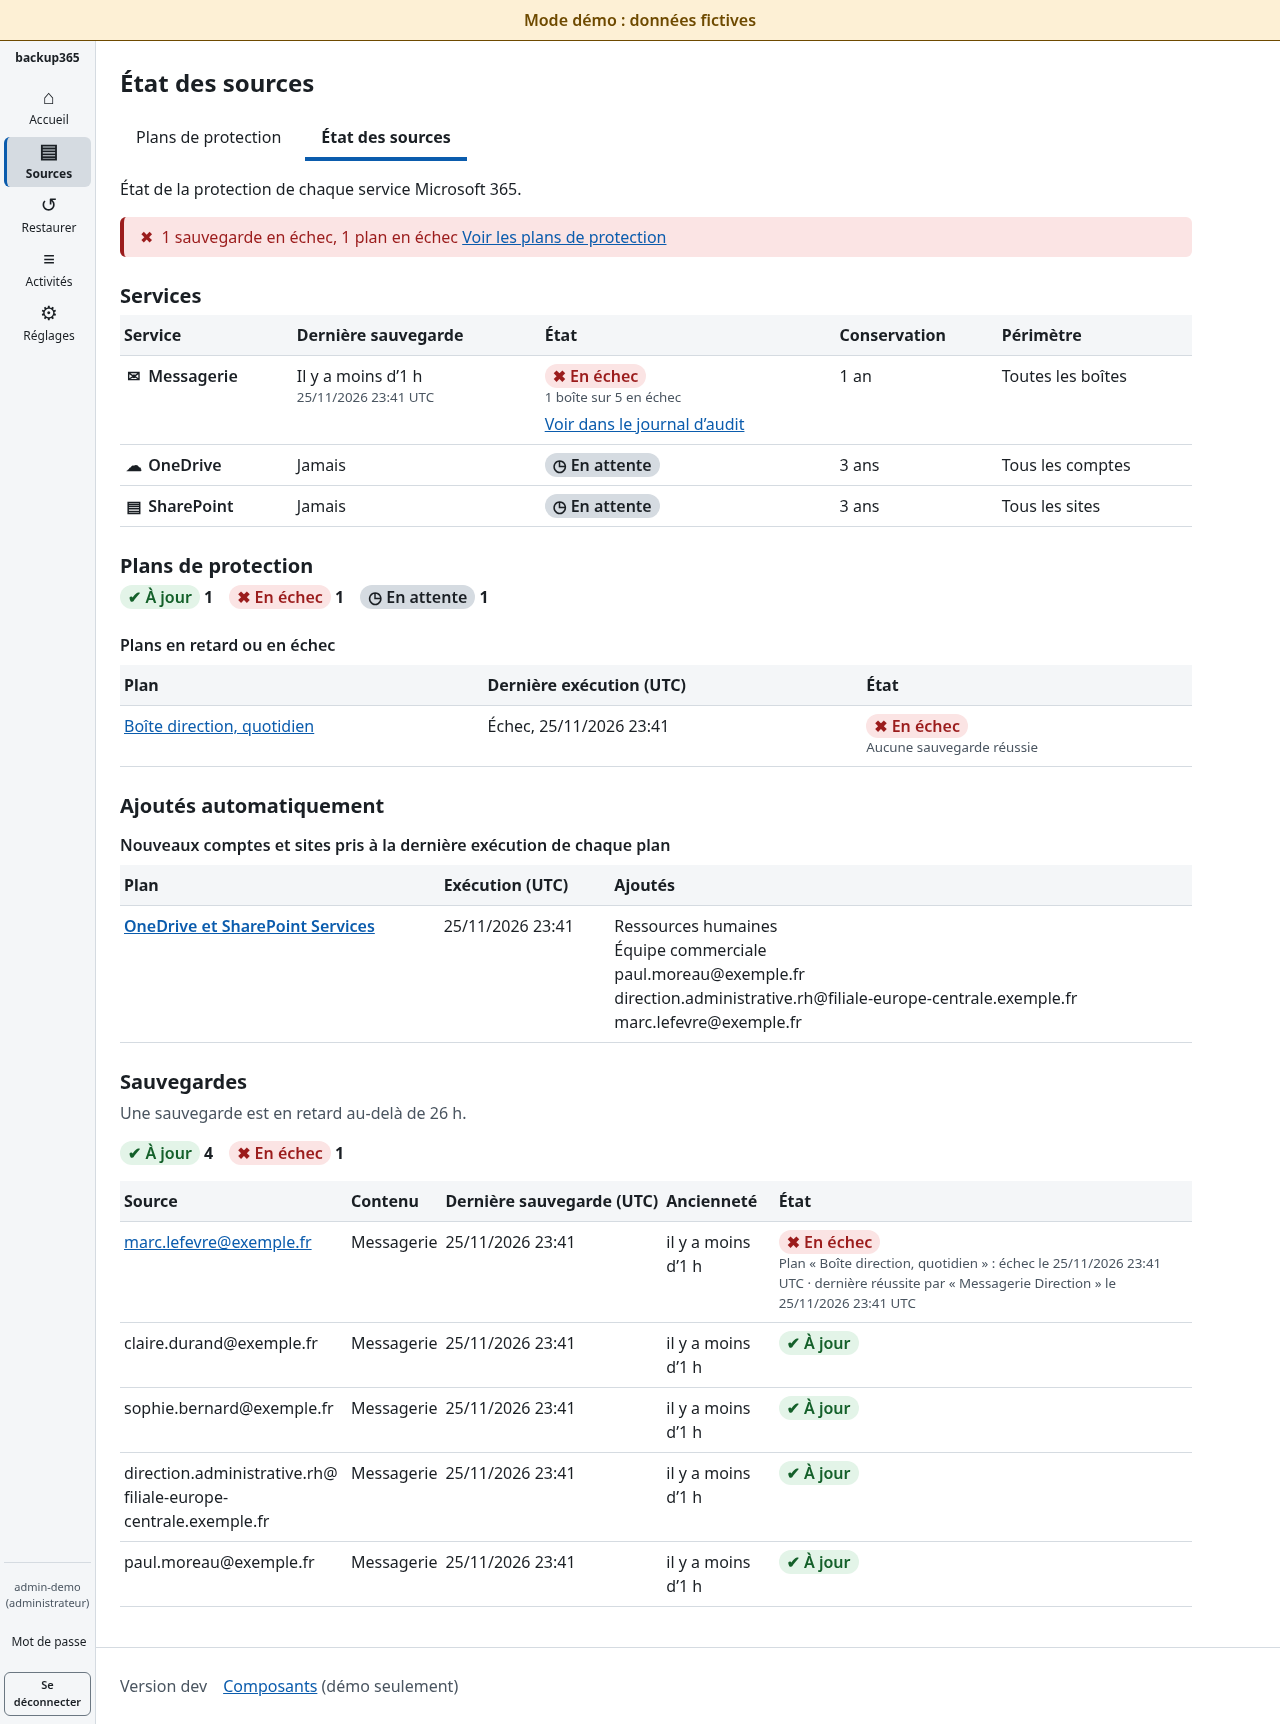 Mode démo : données fictives
backup365
Accueil
Sources
Restaurer
Activités
Réglages
admin-demo
(administrateur)
Mot de passe
Se
déconnecter
État des sources
Plans de protection État des sources
État de la protection de chaque service Microsoft 365.
✖ 1 sauvegarde en échec, 1 plan en échec Voir les plans de protection
Services
Service Dernière sauvegarde État Conservation Périmètre
Messagerie Il y a moins d’1 h ✖ En échec 1 an Toutes les boîtes
25/11/2026 23:41 UTC 1 boîte sur 5 en échec
Voir dans le journal d’audit
OneDrive Jamais En attente 3 ans Tous les comptes
SharePoint Jamais En attente 3 ans Tous les sites
Plans de protection
✔ À jour 1 ✖ En échec 1 En attente 1
Plans en retard ou en échec
Plan Dernière exécution (UTC) État
Boîte direction, quotidien Échec, 25/11/2026 23:41 ✖ En échec
Aucune sauvegarde réussie
Ajoutés automatiquement
Nouveaux comptes et sites pris à la dernière exécution de chaque plan
Plan Exécution (UTC) Ajoutés
OneDrive et SharePoint Services 25/11/2026 23:41 Ressources humaines
Équipe commerciale
paul.moreau@exemple.fr
direction.administrative.rh@filiale-europe-centrale.exemple.fr
marc.lefevre@exemple.fr
Sauvegardes
Une sauvegarde est en retard au-delà de 26 h.
✔ À jour 4 ✖ En échec 1
Source Contenu Dernière sauvegarde (UTC) Ancienneté État
marc.lefevre@exemple.fr Messagerie 25/11/2026 23:41 il y a moins ✖ En échec
d’1 h Plan « Boîte direction, quotidien » : échec le 25/11/2026 23:41
UTC · dernière réussite par « Messagerie Direction » le
25/11/2026 23:41 UTC
claire.durand@exemple.fr Messagerie 25/11/2026 23:41 il y a moins ✔ À jour
d’1 h
sophie.bernard@exemple.fr Messagerie 25/11/2026 23:41 il y a moins ✔ À jour
d’1 h
direction.administrative.rh@ Messagerie 25/11/2026 23:41 il y a moins ✔ À jour
filiale-europe- d’1 h
centrale.exemple.fr
paul.moreau@exemple.fr Messagerie 25/11/2026 23:41 il y a moins ✔ À jour
d’1 h
Version dev Composants (démo seulement)